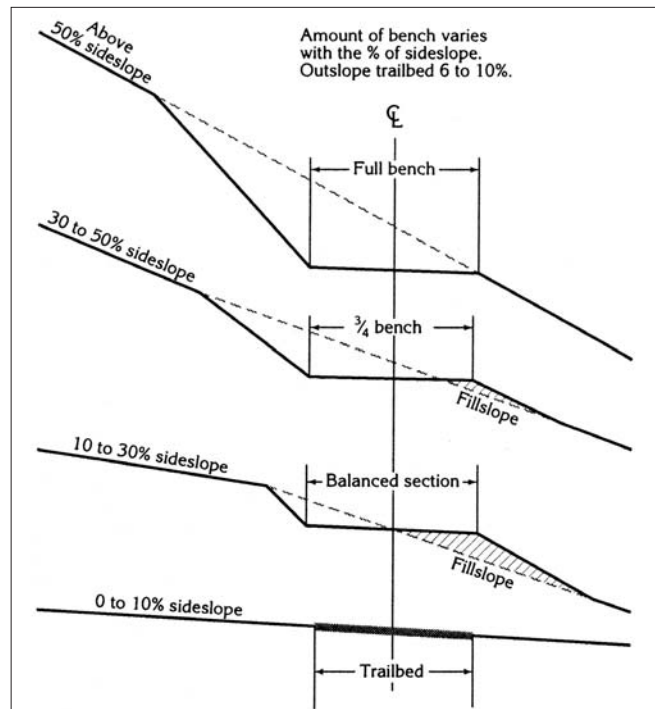 Above
50% sideslope
Amount of bench varies
with the % of sideslope.
Outslope trailbed 6 to 10%.
℄
Full bench
30 to 50% sideslope
¾ bench
Fillslope
10 to 30% sideslope
Balanced section
Fillslope
0 to 10% sideslope
Trailbed